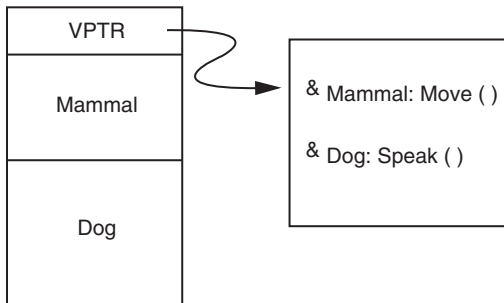 VPTR
Mammal
Dog
& Mammal: Move ( )
& Dog: Speak ( )